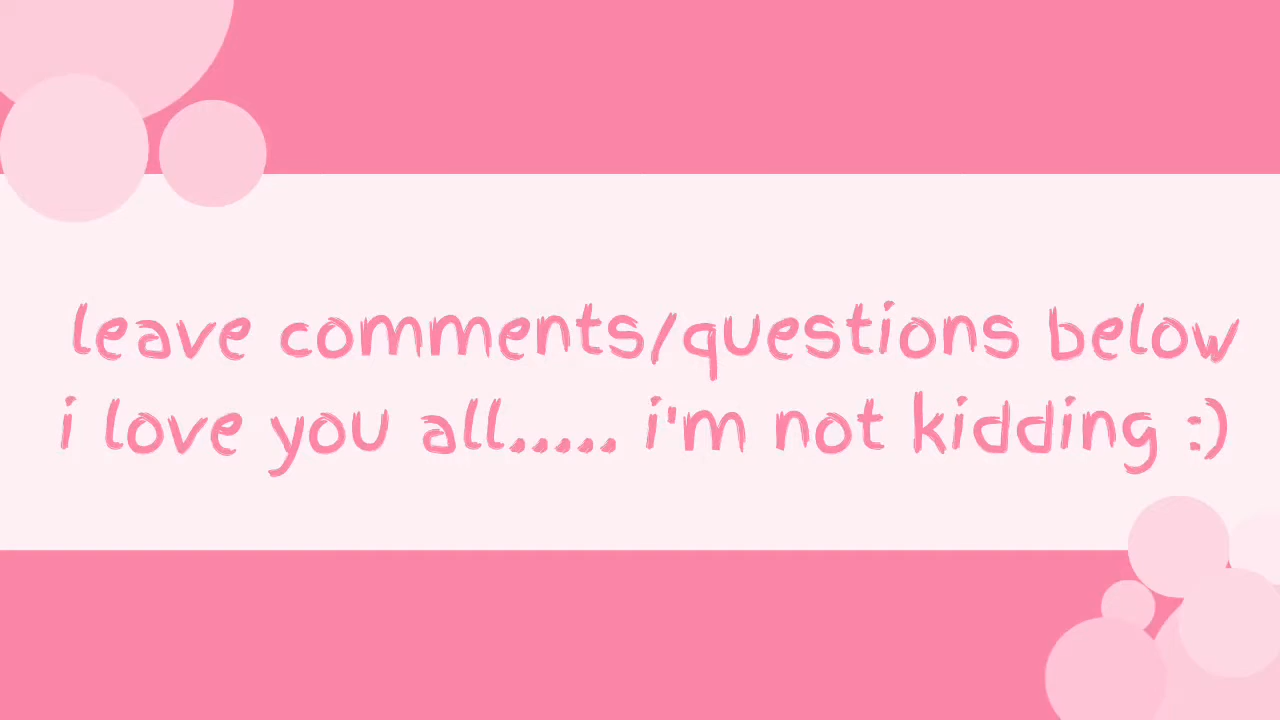 leave comments/questions below
i love you all..... i'm not kidding :)